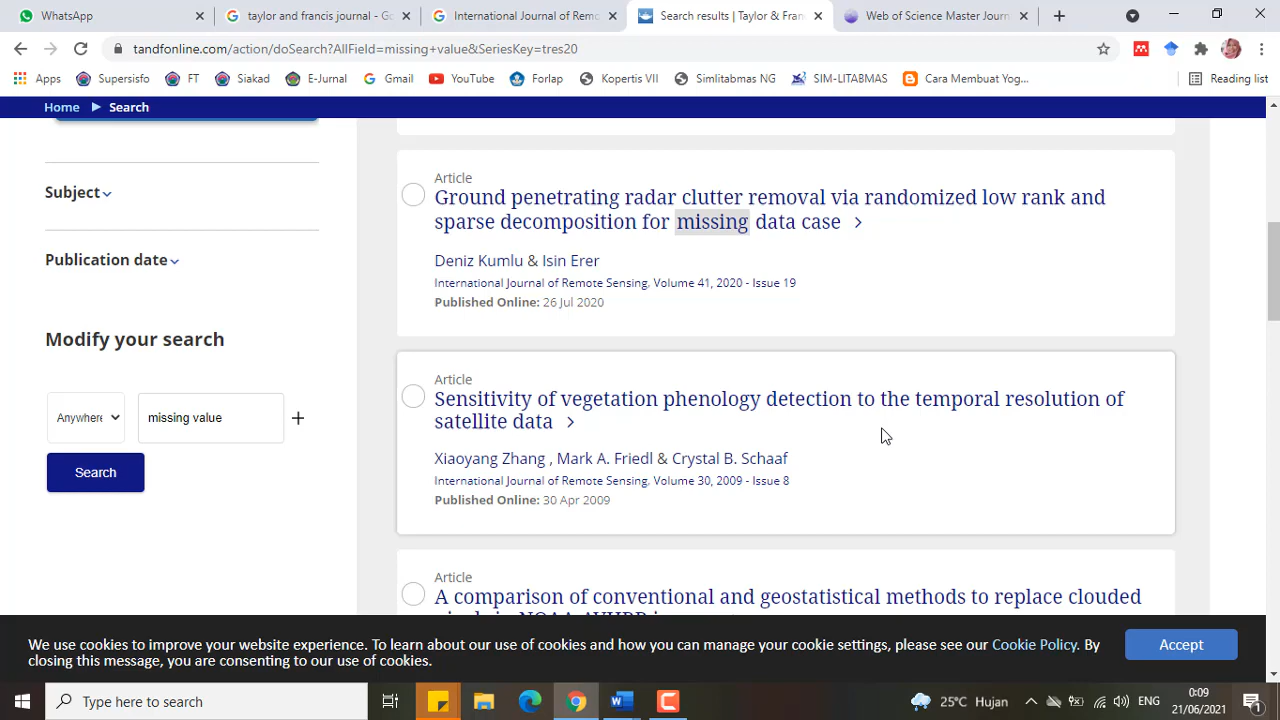 WhatsApp
taylor and francis journal - Go
International Journal of Remo
Search results | Taylor & Fran
Web of Science Master Journ
tandfonline.com/action/doSearch?AllField=missing+value&SeriesKey=tres20
Apps
Supersisfo
FT
Siakad
E-Jurnal
Gmail
YouTube
Forlap
Kopertis VII
Simlitabmas NG
SIM-LITABMAS
Cara Membuat Yog...
Reading list
Home
Search
Subject
Publication date
Modify your search
Anywhere
missing value
Search
Article
Ground penetrating radar clutter removal via randomized low rank and
sparse decomposition for missing data case
Deniz Kumlu & Isin Erer
International Journal of Remote Sensing, Volume 41, 2020 - Issue 19
Published Online: 26 Jul 2020
Article
Sensitivity of vegetation phenology detection to the temporal resolution of
satellite data
Xiaoyang Zhang , Mark A. Friedl & Crystal B. Schaaf
International Journal of Remote Sensing, Volume 30, 2009 - Issue 8
Published Online: 30 Apr 2009
Article
A comparison of conventional and geostatistical methods to replace clouded
We use cookies to improve your website experience. To learn about our use of cookies and how you can manage your cookie settings, please see our Cookie Policy. By
closing this message, you are consenting to our use of cookies.
Accept
Type here to search
25°C Hujan
ENG
0:09
21/06/2021
1